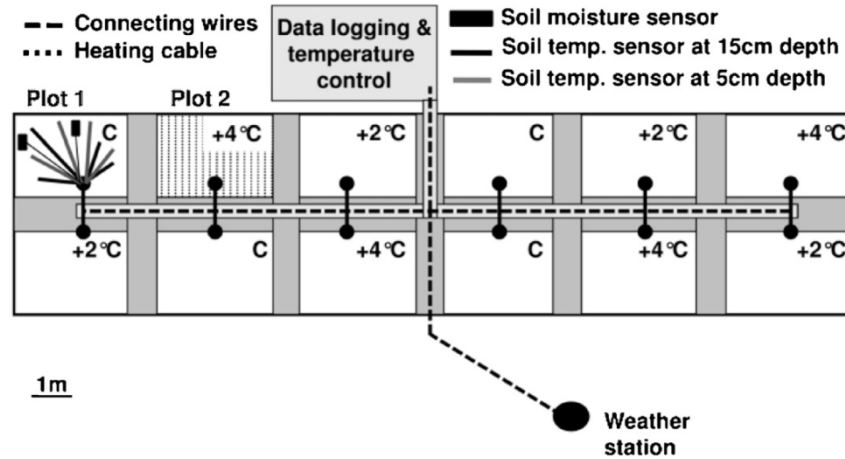 Connecting wires
Heating cable
Data logging &
temperature
control
Soil moisture sensor
Soil temp. sensor at 15cm depth
Soil temp. sensor at 5cm depth
Plot 1
Plot 2
C
+4°C
+2°C
C
+2°C
+4°C
+2°C
C
+4°C
C
+4°C
+2°C
1m
Weather
station